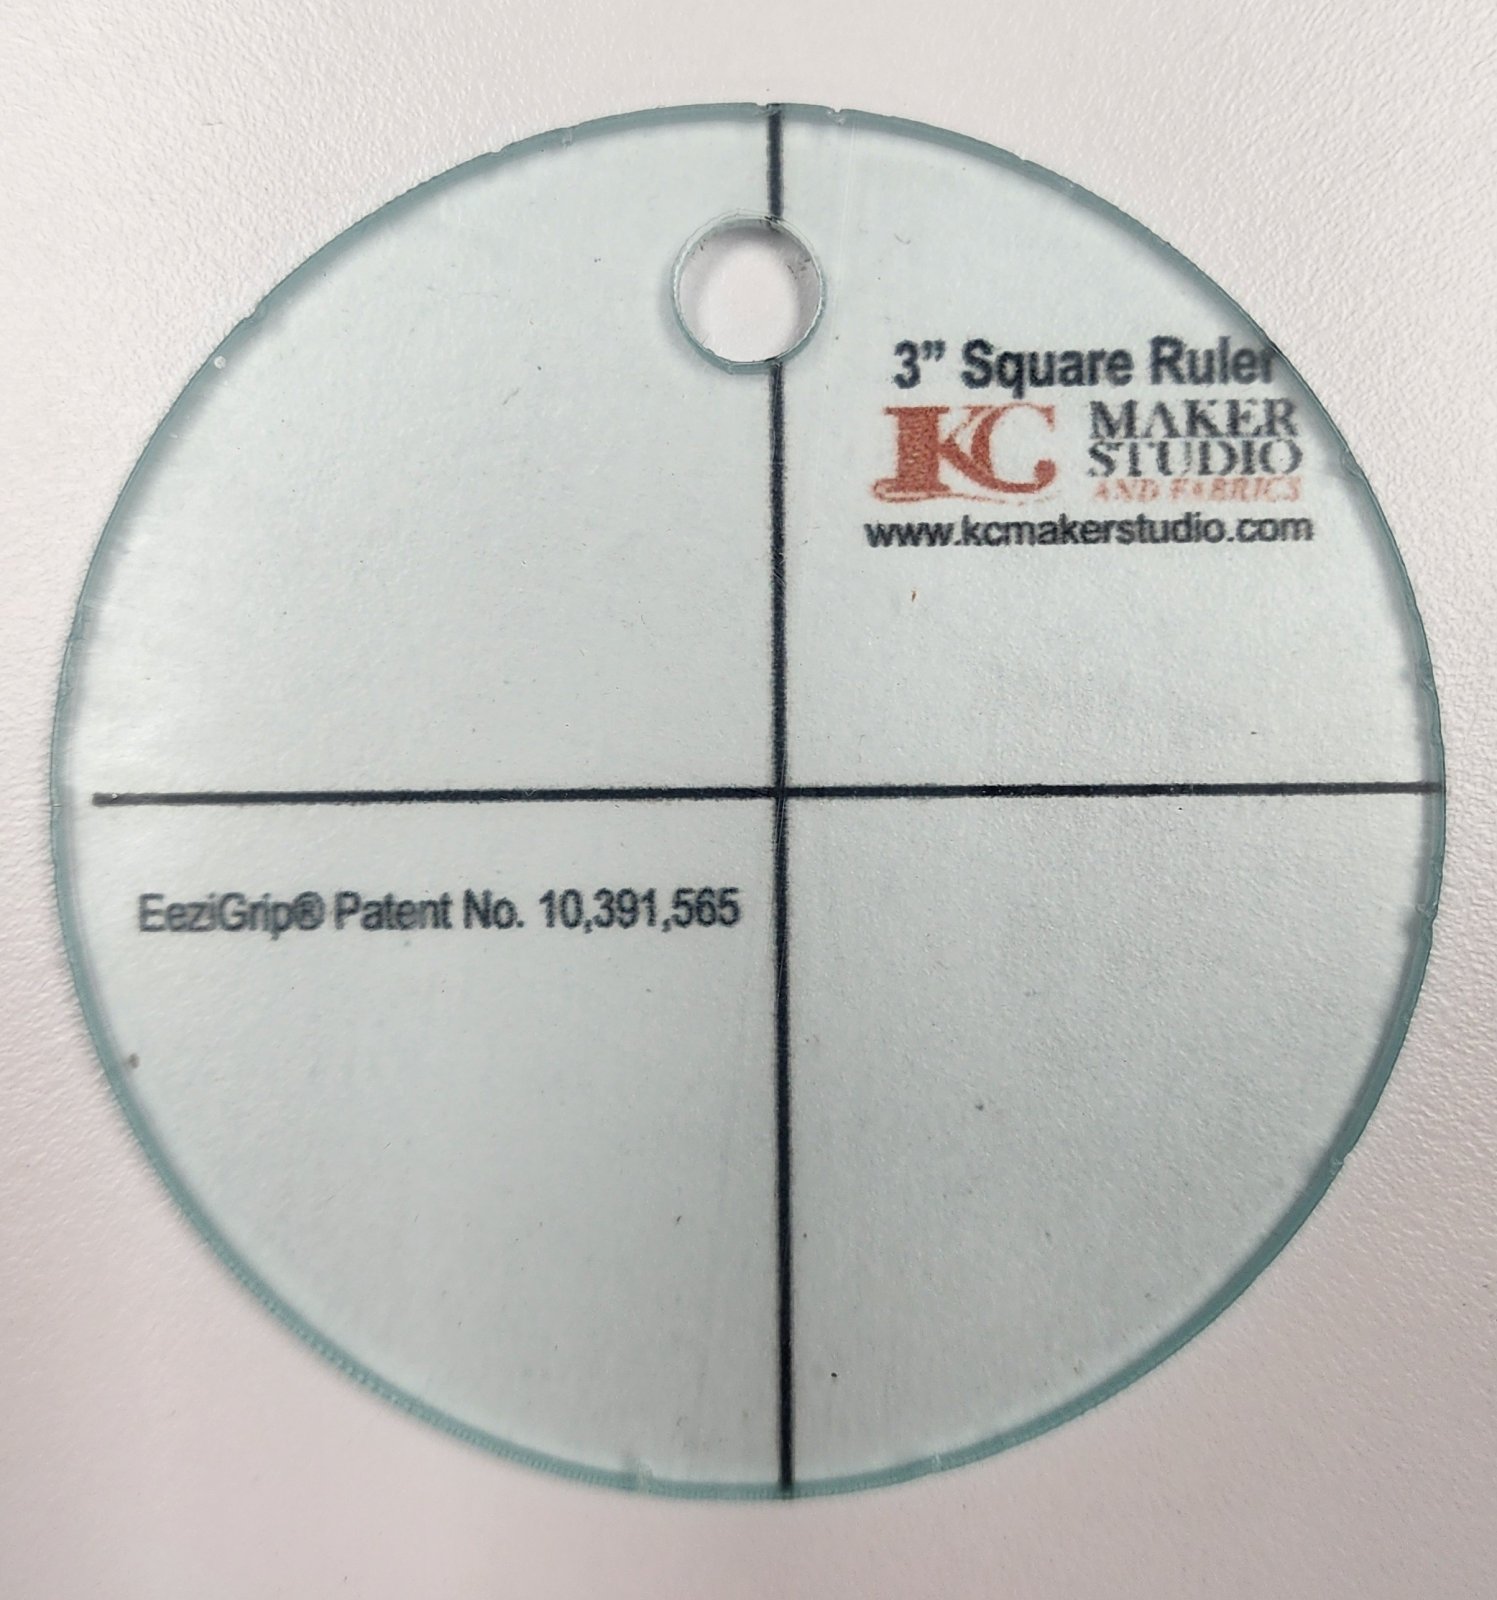 3” Square Ruler
KC MAKER
STUDIO
AND FABRICS
www.kcmakerstudio.com
EeziGrip® Patent No. 10,391,565